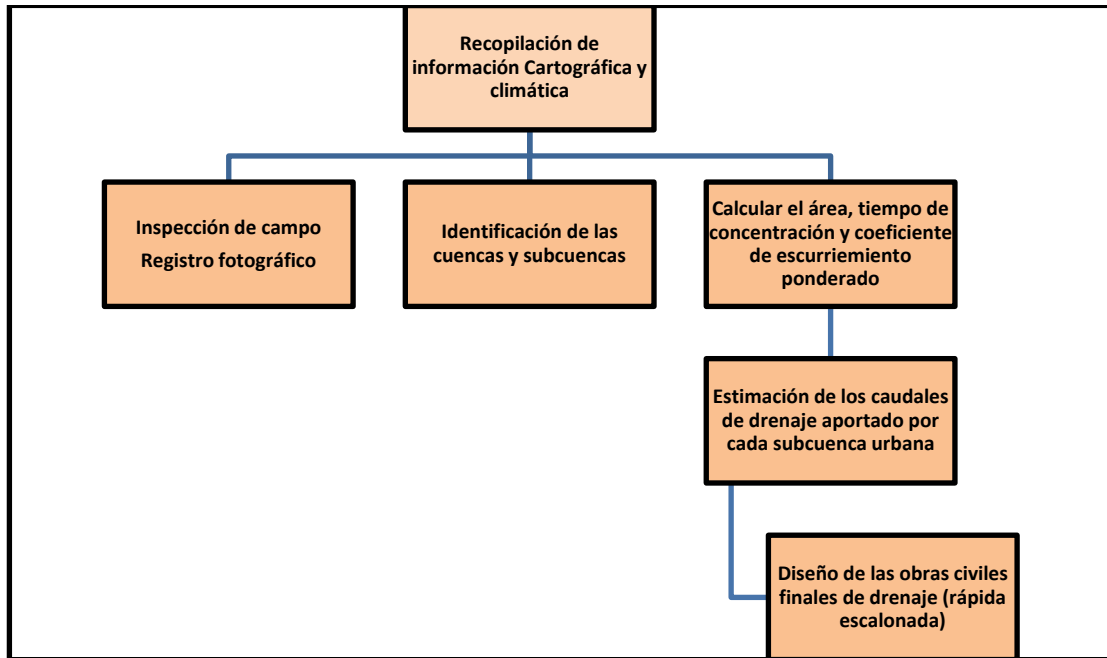 Recopilación de
información Cartográfica y
climática
Inspección de campo
Registro fotográfico
Identificación de las
cuencas y subcuencas
Calcular el área, tiempo de
concentración y coeficiente
de escurriemiento
ponderado
Estimación de los caudales
de drenaje aportado por
cada subcuenca urbana
Diseño de las obras civiles
finales de drenaje (rápida
escalonada)